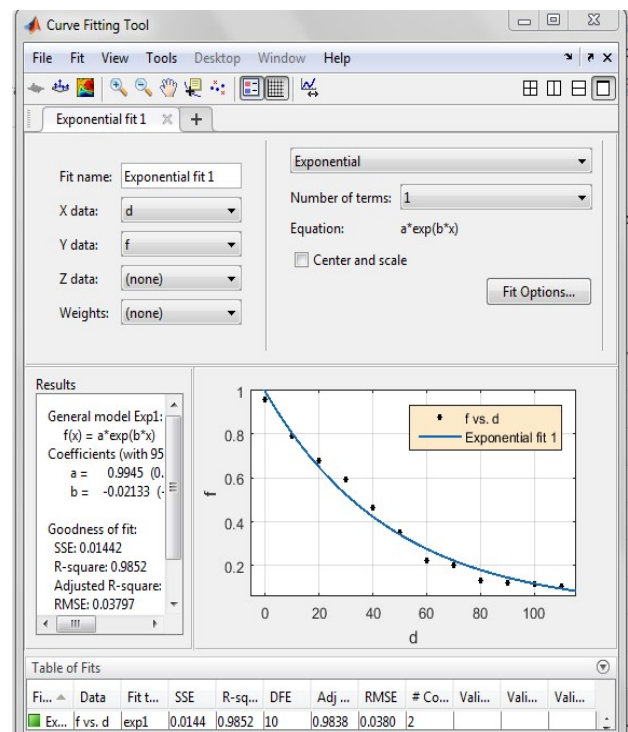 Curve Fitting Tool
File Fit View Tools Desktop Window Help
Exponential fit 1
Fit name: Exponential fit 1
X data: d
Y data: f
Z data: (none)
Weights: (none)
Exponential
Number of terms: 1
Equation: a*exp(b*x)
Center and scale
Fit Options...
Results
General model Exp1:
f(x) = a*exp(b*x)
Coefficients (with 95
a = 0.9945 (0.
b = -0.02133 (-
Goodness of fit:
SSE: 0.01442
R-square: 0.9852
Adjusted R-square:
RMSE: 0.03797
f vs. d
Exponential fit 1
1
0.8
0.6
0.4
0.2
f
0 20 40 60 80 100
d
Table of Fits
Fi... Data Fit t... SSE R-sq... DFE Adj ... RMSE # Co... Vali... Vali... Vali...
Ex... f vs. d exp1 0.0144 0.9852 10 0.9838 0.0380 2